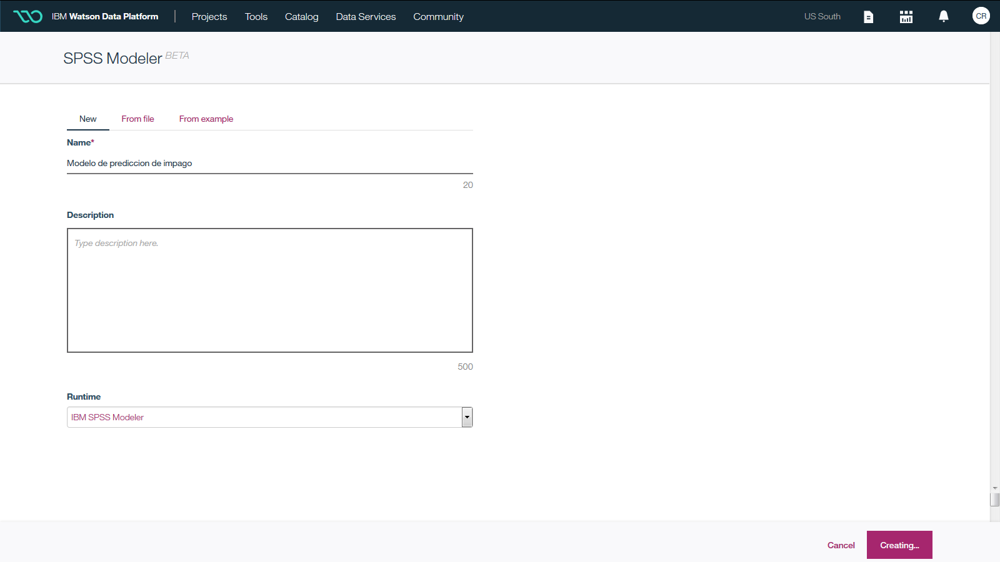 IBM Watson Data Platform | Projects Tools Catalog Data Services Community US South CR
SPSS Modeler BETA
New From file From example
Name*
Modelo de prediccion de impago
20
Description
Type description here.
500
Runtime
IBM SPSS Modeler
Cancel Creating...